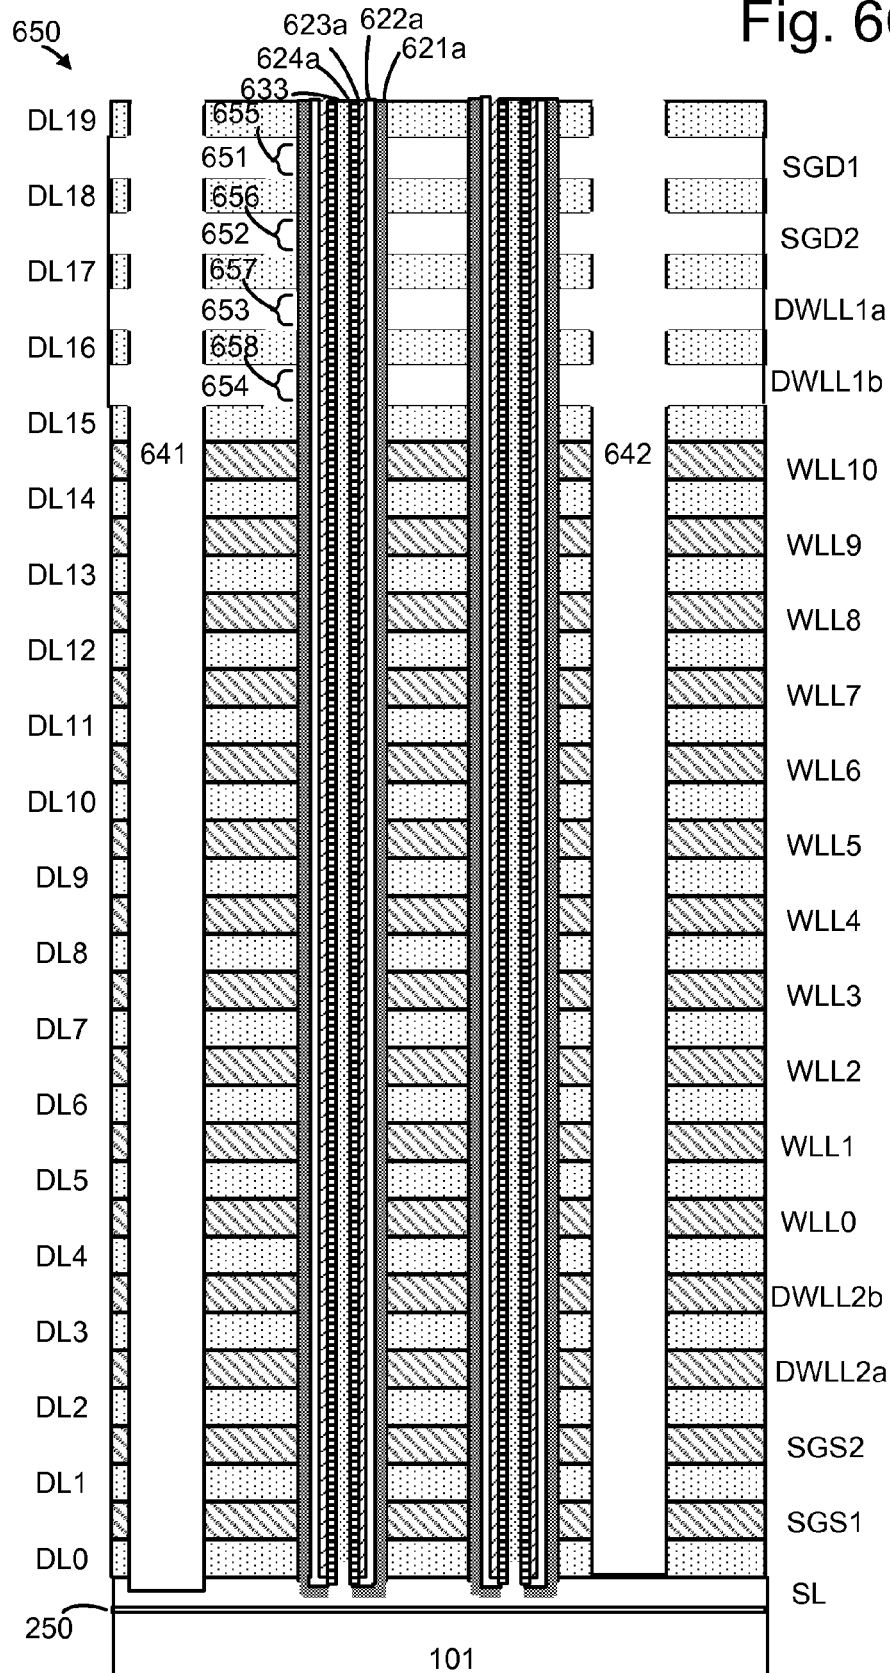 Fig. 6
650
623a 622a
624a 621a
633
DL19 655
651 SGD1
DL18 656
652 SGD2
DL17 657
653 DWLL1a
DL16 658
654 DWLL1b
DL15
641 642 WLL10
DL14
WLL9
DL13
WLL8
DL12
WLL7
DL11
WLL6
DL10
WLL5
DL9
WLL4
DL8
WLL3
DL7
WLL2
DL6
WLL1
DL5
WLL0
DL4
DWLL2b
DL3
DWLL2a
DL2
SGS2
DL1
SGS1
DL0
SL
250
101